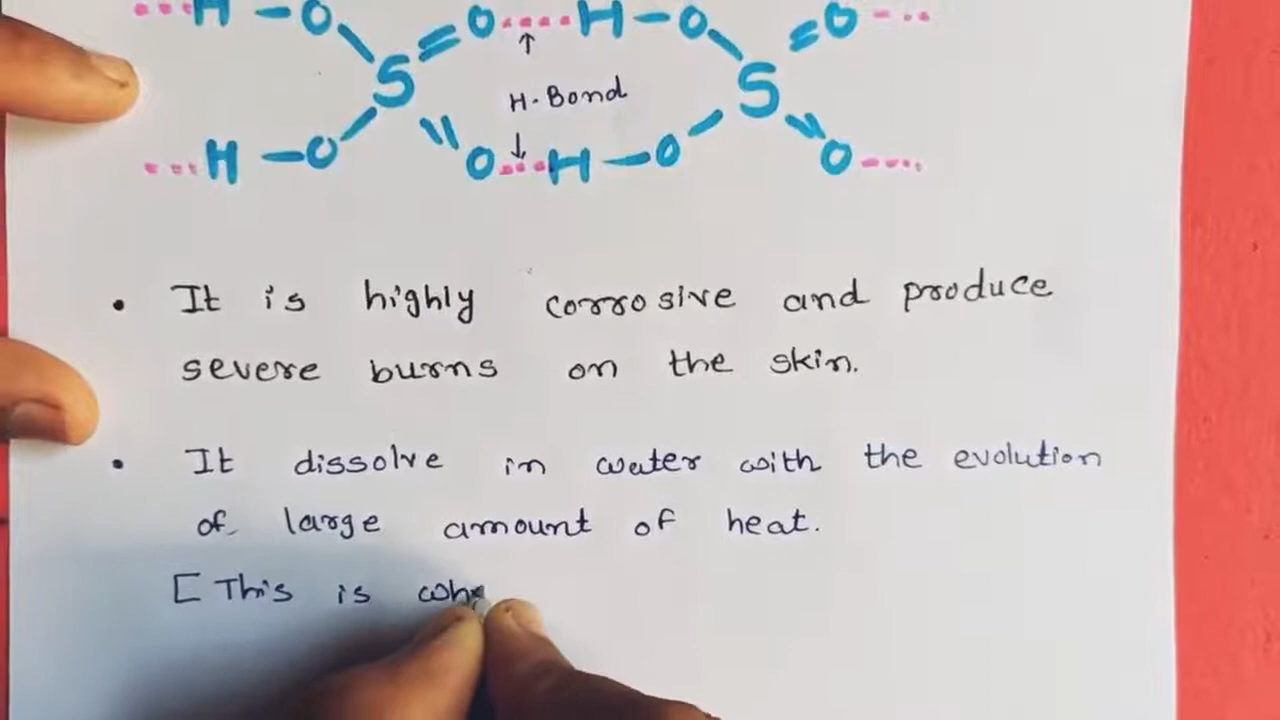 H – O O H – O O
S S
H-Bond
H – O O H – O O
• It is highly corrosive and produce
severe burns on the skin.
• It dissolve in water with the evolution
of large amount of heat.
[This is